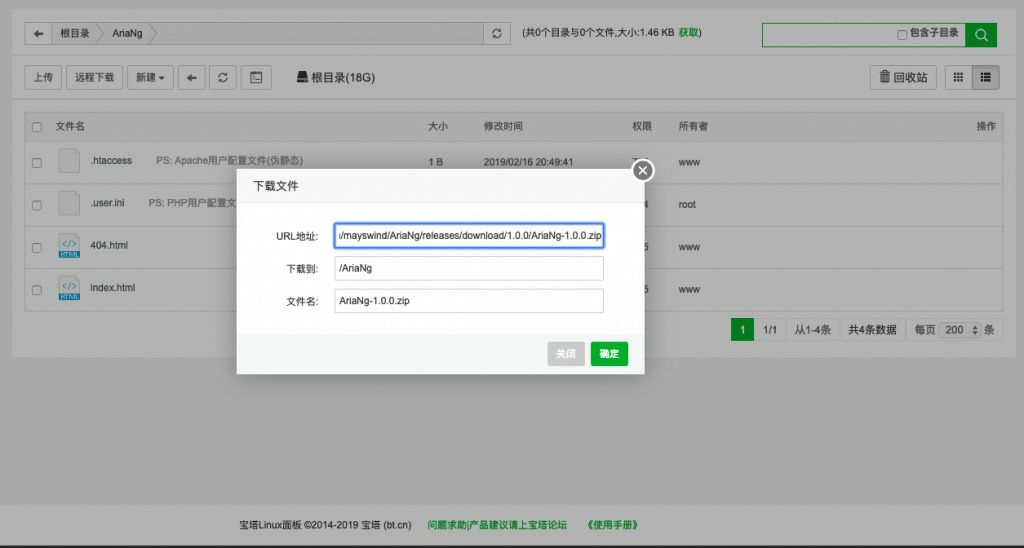 根目录 AriaNg (共0个目录与0个文件,大小:1.46 KB 获取) 包含子目录
上传 远程下载 新建 根目录(18G) 回收站
文件名 大小 修改时间 权限 所有者 操作
.htaccess PS: Apache用户配置文件(伪静态) 1 B 2019/02/16 20:49:41 www
下载文件
.user.ini PS: PHP用户配置文 4 root
URL地址: /mayswind/AriaNg/releases/download/1.0.0/AriaNg-1.0.0.zip
</> HTML 404.html 5 www
下载到: /AriaNg
</> HTML index.html 5 www
文件名: AriaNg-1.0.0.zip
1 1/1 从1-4条 共4条数据 每页 200 条
关闭 确定
宝塔Linux面板 ©2014-2019 宝塔 (bt.cn) 问题求助|产品建议请上宝塔论坛 《使用手册》